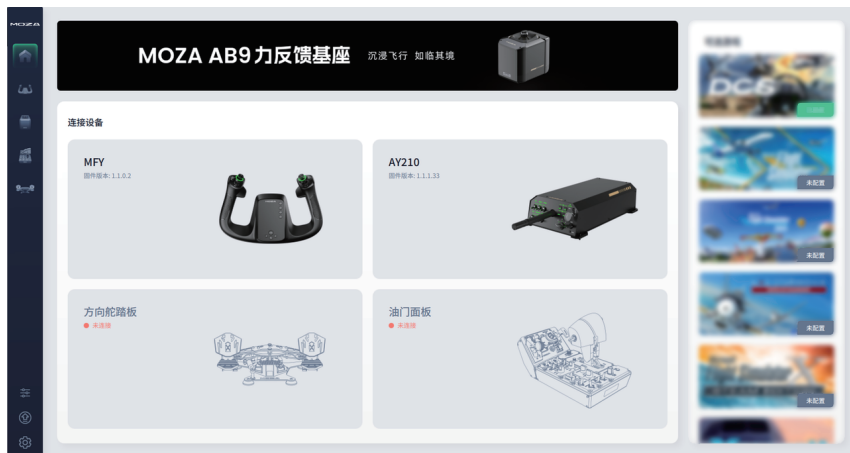 MOZA
MOZA AB9力反馈基座 沉浸飞行 如临其境
连接设备
MFY
固件版本: 1.1.0.2
AY210
固件版本: 1.1.1.33
方向舵踏板
未连接
油门面板
未连接
未配置
未配置
未配置
未配置